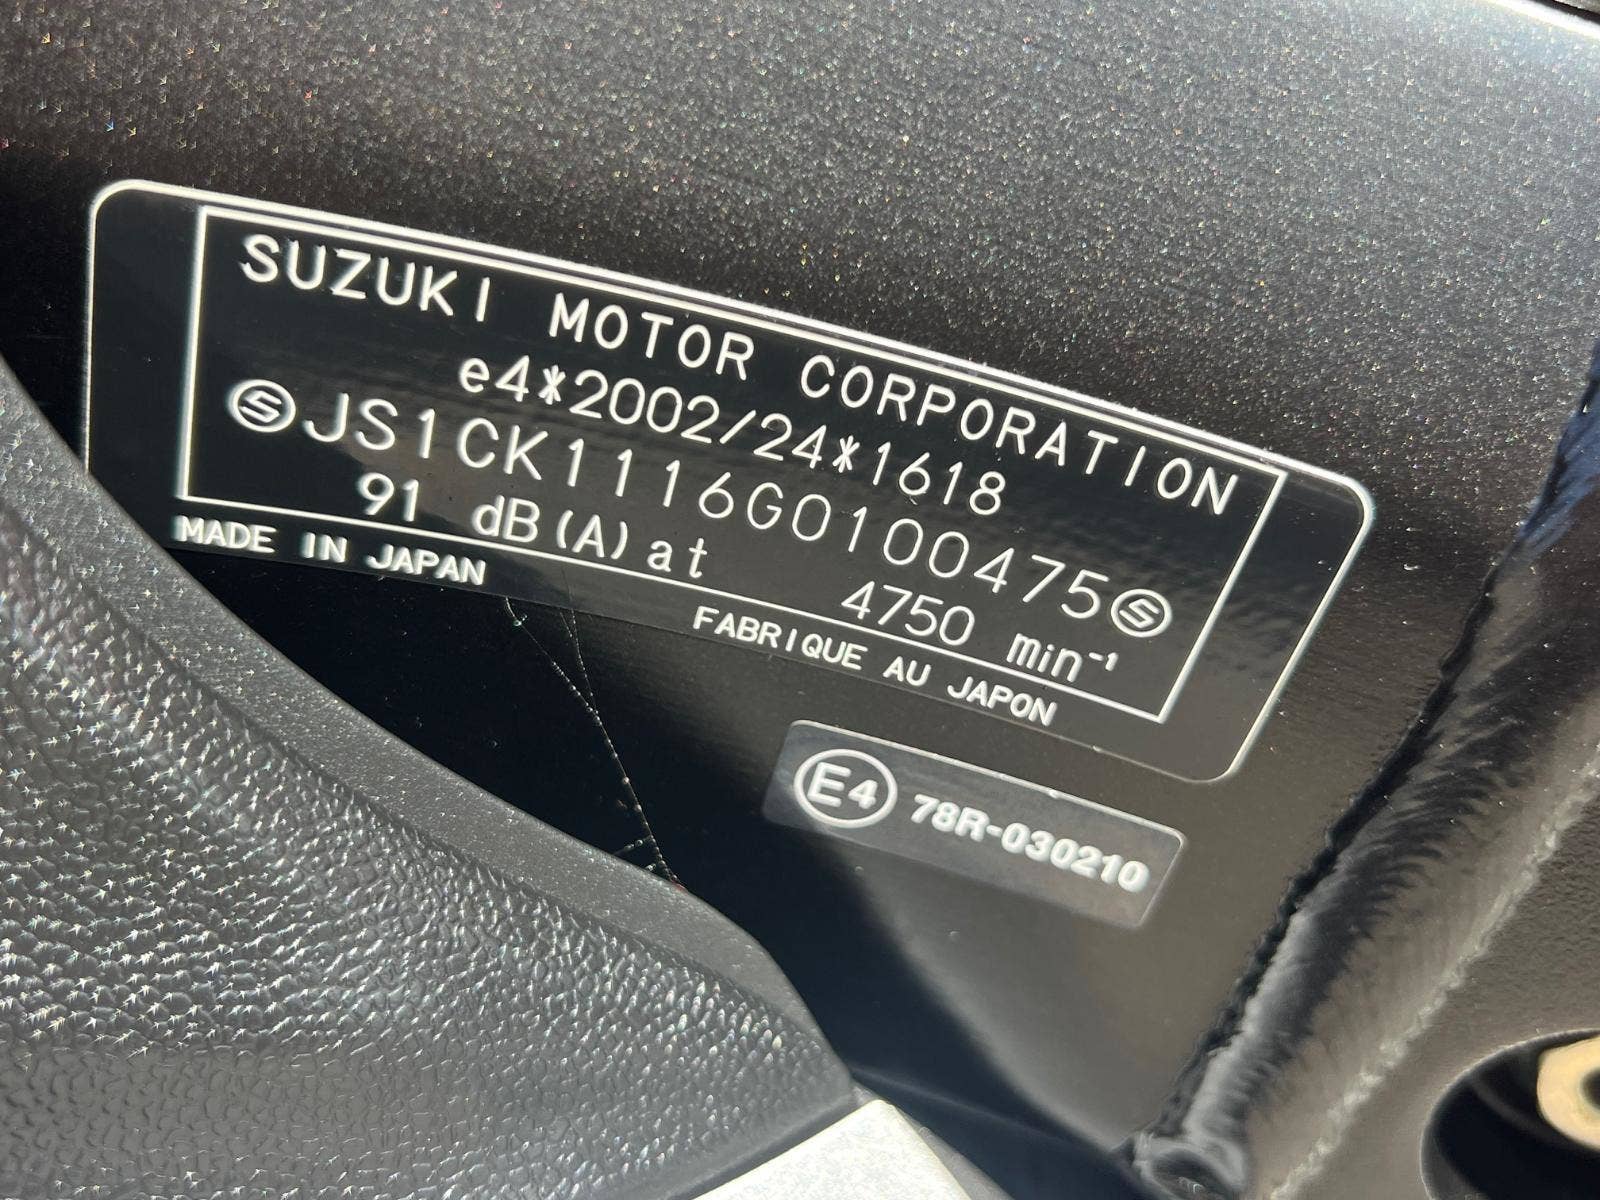 SUZUKI MOTOR CORPORATION
e4*2002/24*1618
JS1CK1116G0100475
91 dB(A) at 4750 min⁻¹
MADE IN JAPAN FABRIQUE AU JAPON
E4 78R-030210